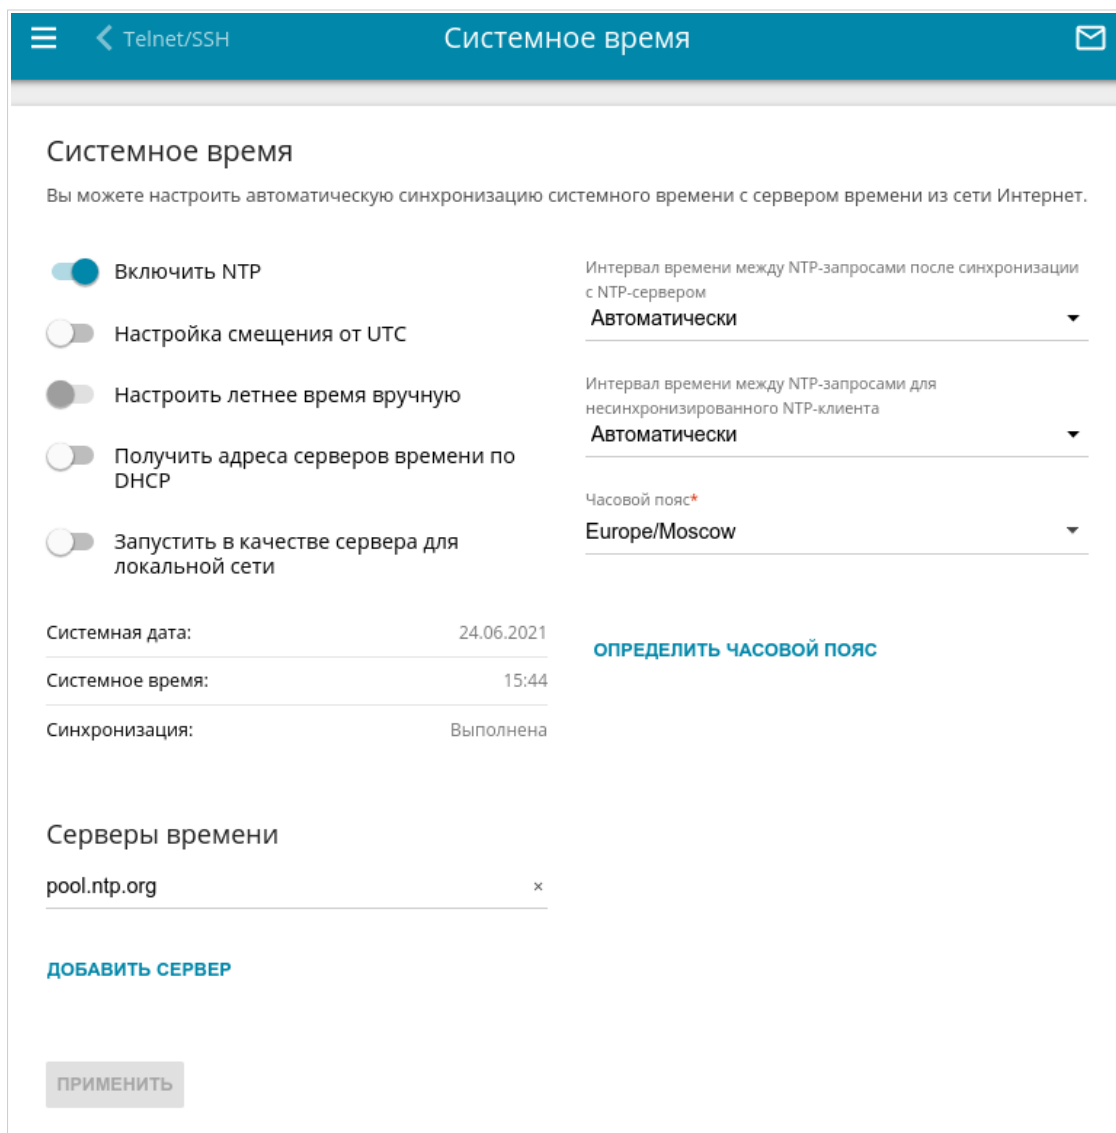 Telnet/SSH
Системное время
Системное время
Вы можете настроить автоматическую синхронизацию системного времени с сервером времени из сети Интернет.
Включить NTP
Настройка смещения от UTC
Настроить летнее время вручную
Получить адреса серверов времени по
DHCP
Запустить в качестве сервера для
локальной сети
Интервал времени между NTP-запросами после синхронизации
с NTP-сервером
Автоматически
Интервал времени между NTP-запросами для
несинхронизированного NTP-клиента
Автоматически
Часовой пояс*
Europe/Moscow
Системная дата: 24.06.2021
Системное время: 15:44
Синхронизация: Выполнена
ОПРЕДЕЛИТЬ ЧАСОВОЙ ПОЯС
Серверы времени
pool.ntp.org ×
ДОБАВИТЬ СЕРВЕР
ПРИМЕНИТЬ